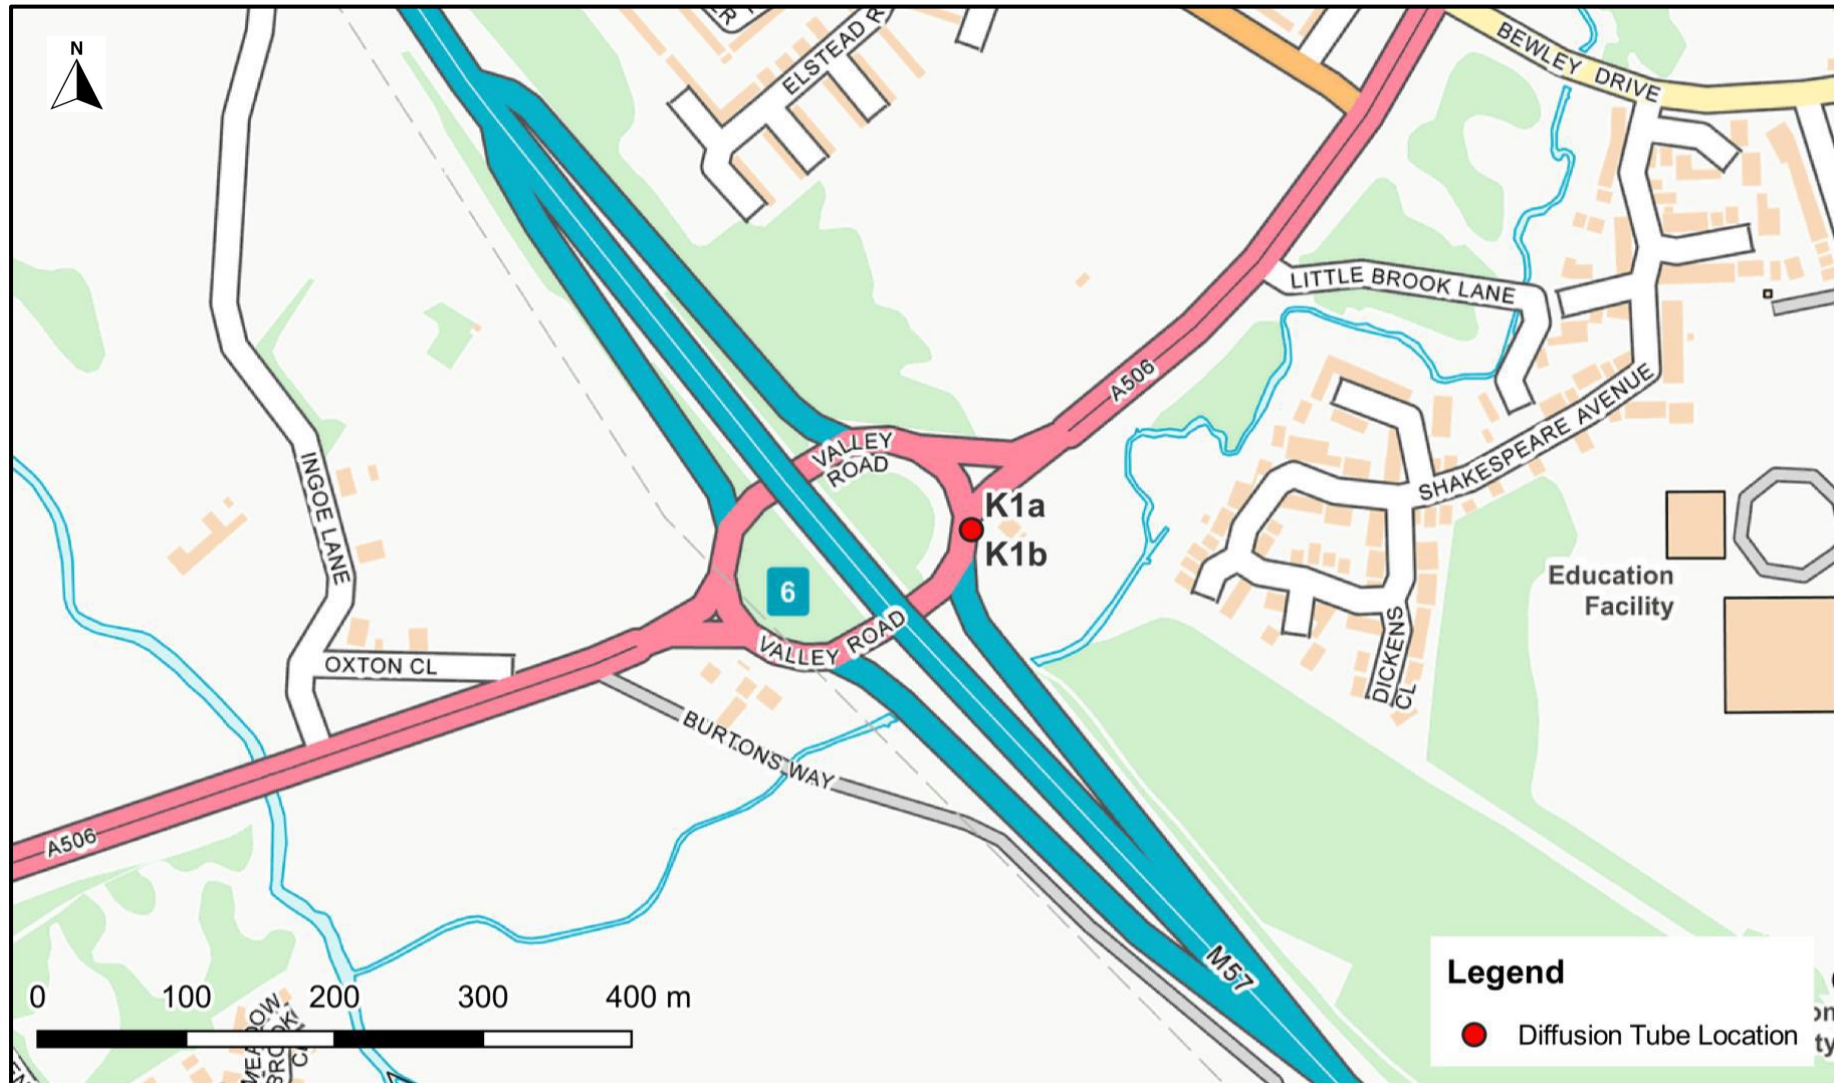 N
ELSTEAD R
BEWLEY DRIVE
LITTLE BROOK LANE
A506
SHAKESPEARE AVENUE
VALLEY
ROAD
INGOE LANE
K1a
K1b
6
Education
Facility
VALLEY ROAD
OXTON CL
DICKENS
CL
BURTONS WAY
A506
M57
Legend
Diffusion Tube Location
0 100 200 300 400 m